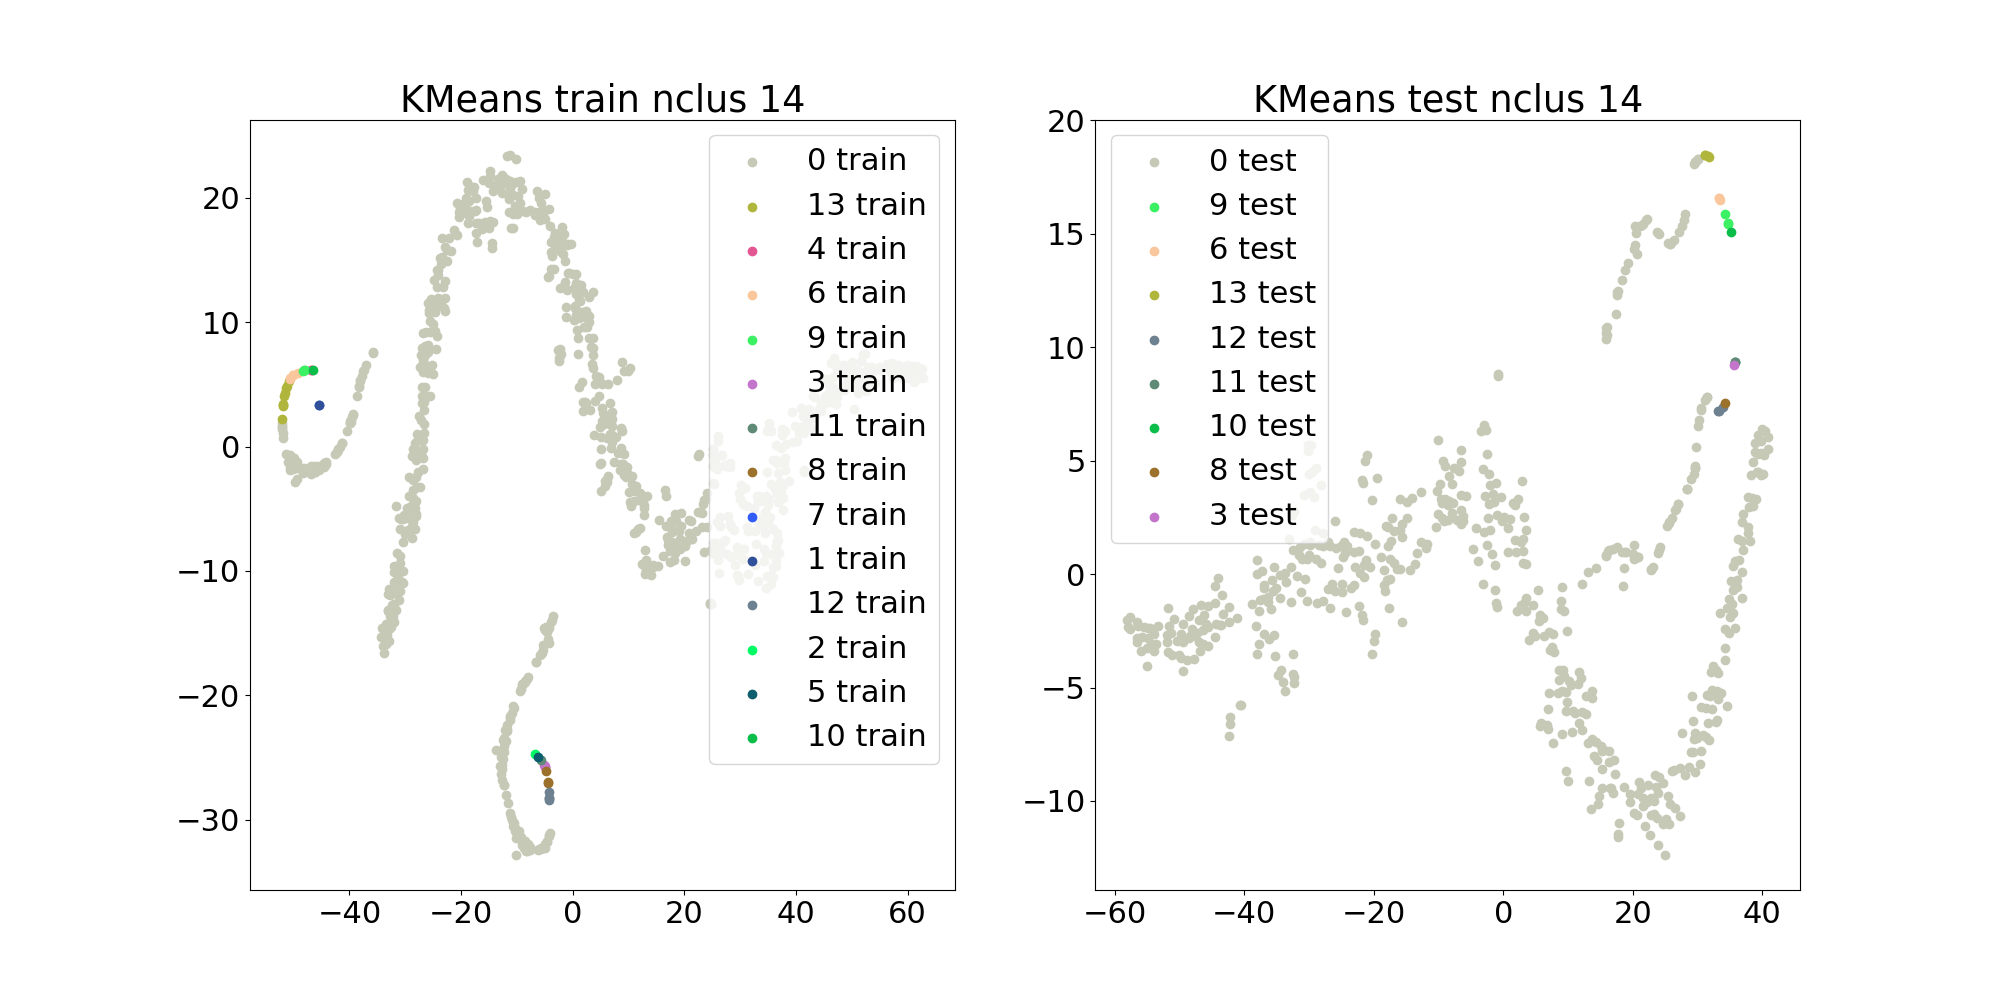 KMeans train nclus 14
20
10
0
−10
−20
−30
−40
−20
0
20
40
60
0 train
13 train
4 train
6 train
9 train
3 train
11 train
8 train
7 train
1 train
12 train
2 train
5 train
10 train
KMeans test nclus 14
20
15
10
5
0
−5
−10
−60
−40
−20
0
20
40
0 test
9 test
6 test
13 test
12 test
11 test
10 test
8 test
3 test